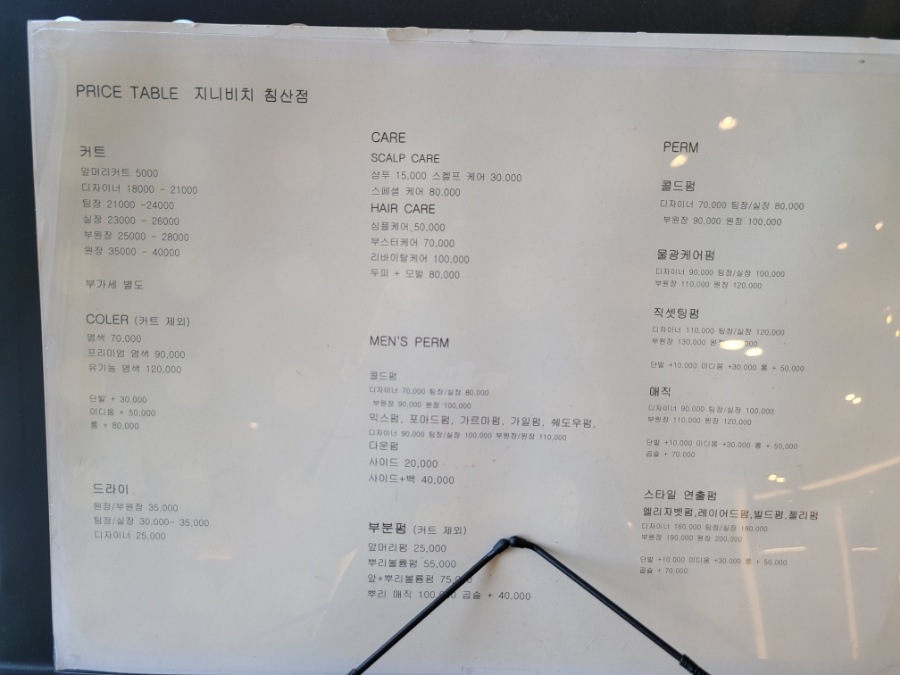 PRICE TABLE 지니비치 침산점
커트
앞머리커트 5000
디자이너 18000 - 21000
팀장 21000 -24000
실장 23000 - 26000
부원장 25000 - 28000
원장 35000 - 40000
부가세 별도
COLER (커트 제외)
염색 70,000
프리미엄 염색 90,000
유기농 염색 120,000
단발 + 30,000
미디움 + 50,000
롱 + 80,000
드라이
원장/부원장 35,000
팀장/실장 30,000~ 35,000
디자이너 25,000
CARE
SCALP CARE
샴푸 15,000 스켈프 케어 30,000
스페셜 케어 80,000
HAIR CARE
심플케어 50,000
부스터케어 70,000
리바이탈케어 100,000
두피 + 모발 80,000
MEN'S PERM
콜드펌
디자이너 70,000 팀장/실장 80,000
부원장 90,000 원장 100,000
믹스펌, 포마드펌, 가르마펌, 가일펌, 쉐도우펌,
디자이너 90,000 팀장/실장 100,000 부원장/원장 110,000
다운펌
사이드 20,000
사이드+백 40,000
부분펌 (커트 제외)
앞머리펌 25,000
뿌리볼륨펌 55,000
앞+뿌리볼륨펌
뿌리 매직 곱슬 + 40,000
PERM
콜드펌
디자이너 70,000 팀장/실장 80,000
부원장 90,000 원장 100,000
물광케어펌
디자이너 90,000 팀장/실장 100,000
부원장 110,000 원장 120,000
직셋팅펌
디자이너 110,000 팀장/실장 120,000
부원장 130,000
단발 +10,000 미디움 +30,000 롱 + 50,000
매직
디자이너 90,000 팀장/실장 100,000
부원장 110,000 원장 120,000
단발 +10,000 미디움 +30,000 롱 + 50,000
곱슬 + 70,000
스타일 연출펌
엘리자벳펌,레이어드펌,빌드펌,젤리펌
디자이너 160,000 팀장/실장 180,000
부원장 190,000 원장 200,000
단발 +10,000 미디움 +30,000 롱 + 50,000
곱슬 + 70,000